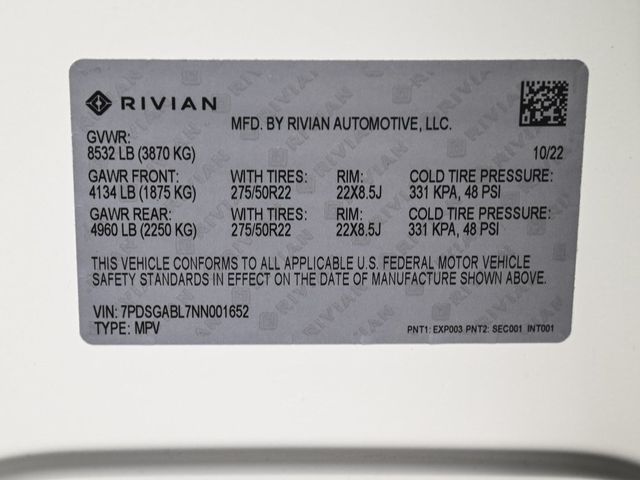 RIVIAN
MFD. BY RIVIAN AUTOMOTIVE, LLC.
GVWR:
8532 LB (3870 KG) 10/22
GAWR FRONT: WITH TIRES: RIM: COLD TIRE PRESSURE:
4134 LB (1875 KG) 275/50R22 22X8.5J 331 KPA, 48 PSI
GAWR REAR: COLD TIRE PRESSURE:
4960 LB (2250 KG) WITH TIRES: RIM:
275/50R22 22X8.5J 331 KPA, 48 PSI
THIS VEHICLE CONFORMS TO ALL APPLICABLE U.S. FEDERAL MOTOR VEHICLE
SAFETY STANDARDS IN EFFECT ON THE DATE OF MANUFACTURE SHOWN ABOVE.
VIN: 7PDSGABL7NN001652
TYPE: MPV PNT1: EXP003 PNT2: SEC001 INT001